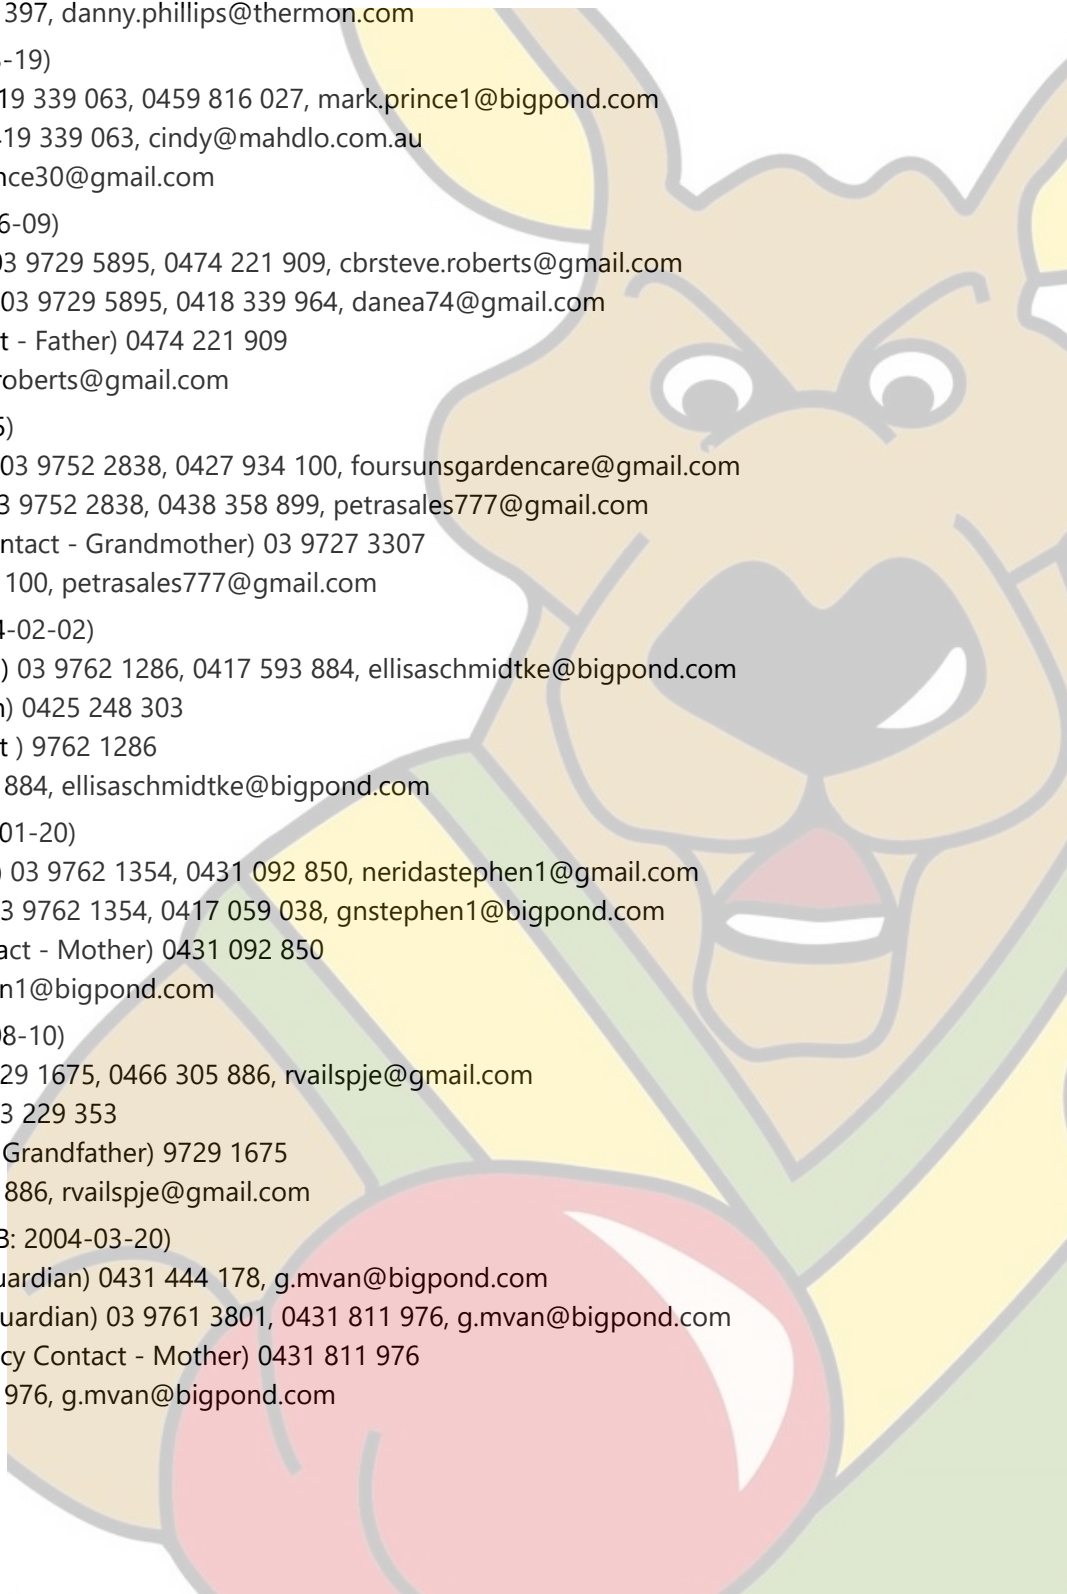 397, danny.phillips@thermon.com
-19)
19 339 063, 0459 816 027, mark.prince1@bigpond.com
19 339 063, cindy@mahdlo.com.au
nce30@gmail.com
6-09)
03 9729 5895, 0474 221 909, cbrsteve.roberts@gmail.com
03 9729 5895, 0418 339 964, danea74@gmail.com
t - Father) 0474 221 909
roberts@gmail.com
5)
03 9752 2838, 0427 934 100, foursunsgardencare@gmail.com
3 9752 2838, 0438 358 899, petrasales777@gmail.com
ntact - Grandmother) 03 9727 3307
100, petrasales777@gmail.com
4-02-02)
) 03 9762 1286, 0417 593 884, ellisaschmidtke@bigpond.com
n) 0425 248 303
t ) 9762 1286
884, ellisaschmidtke@bigpond.com
01-20)
) 03 9762 1354, 0431 092 850, neridastephen1@gmail.com
3 9762 1354, 0417 059 038, gnstephen1@bigpond.com
act - Mother) 0431 092 850
n1@bigpond.com
08-10)
29 1675, 0466 305 886, rvailspje@gmail.com
3 229 353
Grandfather) 9729 1675
886, rvailspje@gmail.com
B: 2004-03-20)
uardian) 0431 444 178, g.mvan@bigpond.com
uardian) 03 9761 3801, 0431 811 976, g.mvan@bigpond.com
cy Contact - Mother) 0431 811 976
976, g.mvan@bigpond.com